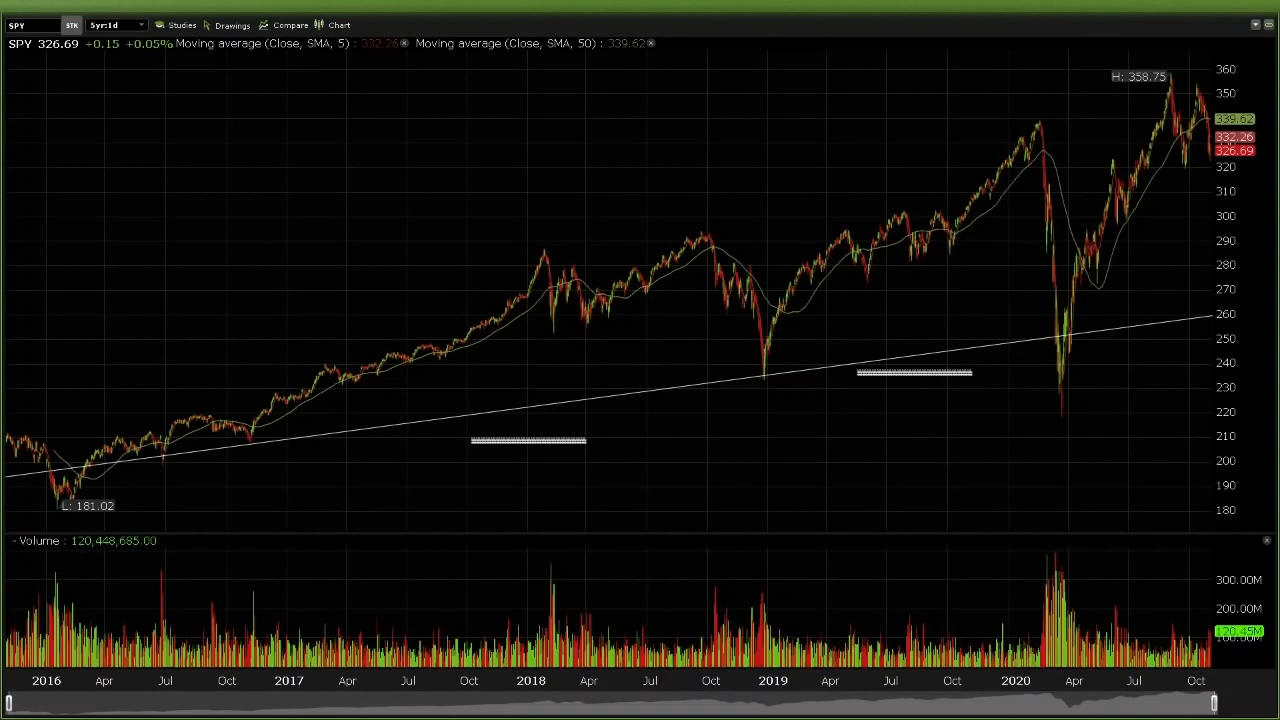 SPY STK 5yr:1d Studies Drawings Compare Chart
SPY 326.69 +0.15 +0.05% Moving average (Close, SMA, 5) : 332.26 Moving average (Close, SMA, 50) : 339.62
360
H: 358.75
350
339.62
332.26
326.69
320
310
300
290
280
270
260
250
240
230
220
210
200
190
L: 181.02
180
- Volume : 120,448,685.00
300.00M
200.00M
120.45M
100.00M
2016 Apr Jul Oct 2017 Apr Jul Oct 2018 Apr Jul Oct 2019 Apr Jul Oct 2020 Apr Jul Oct